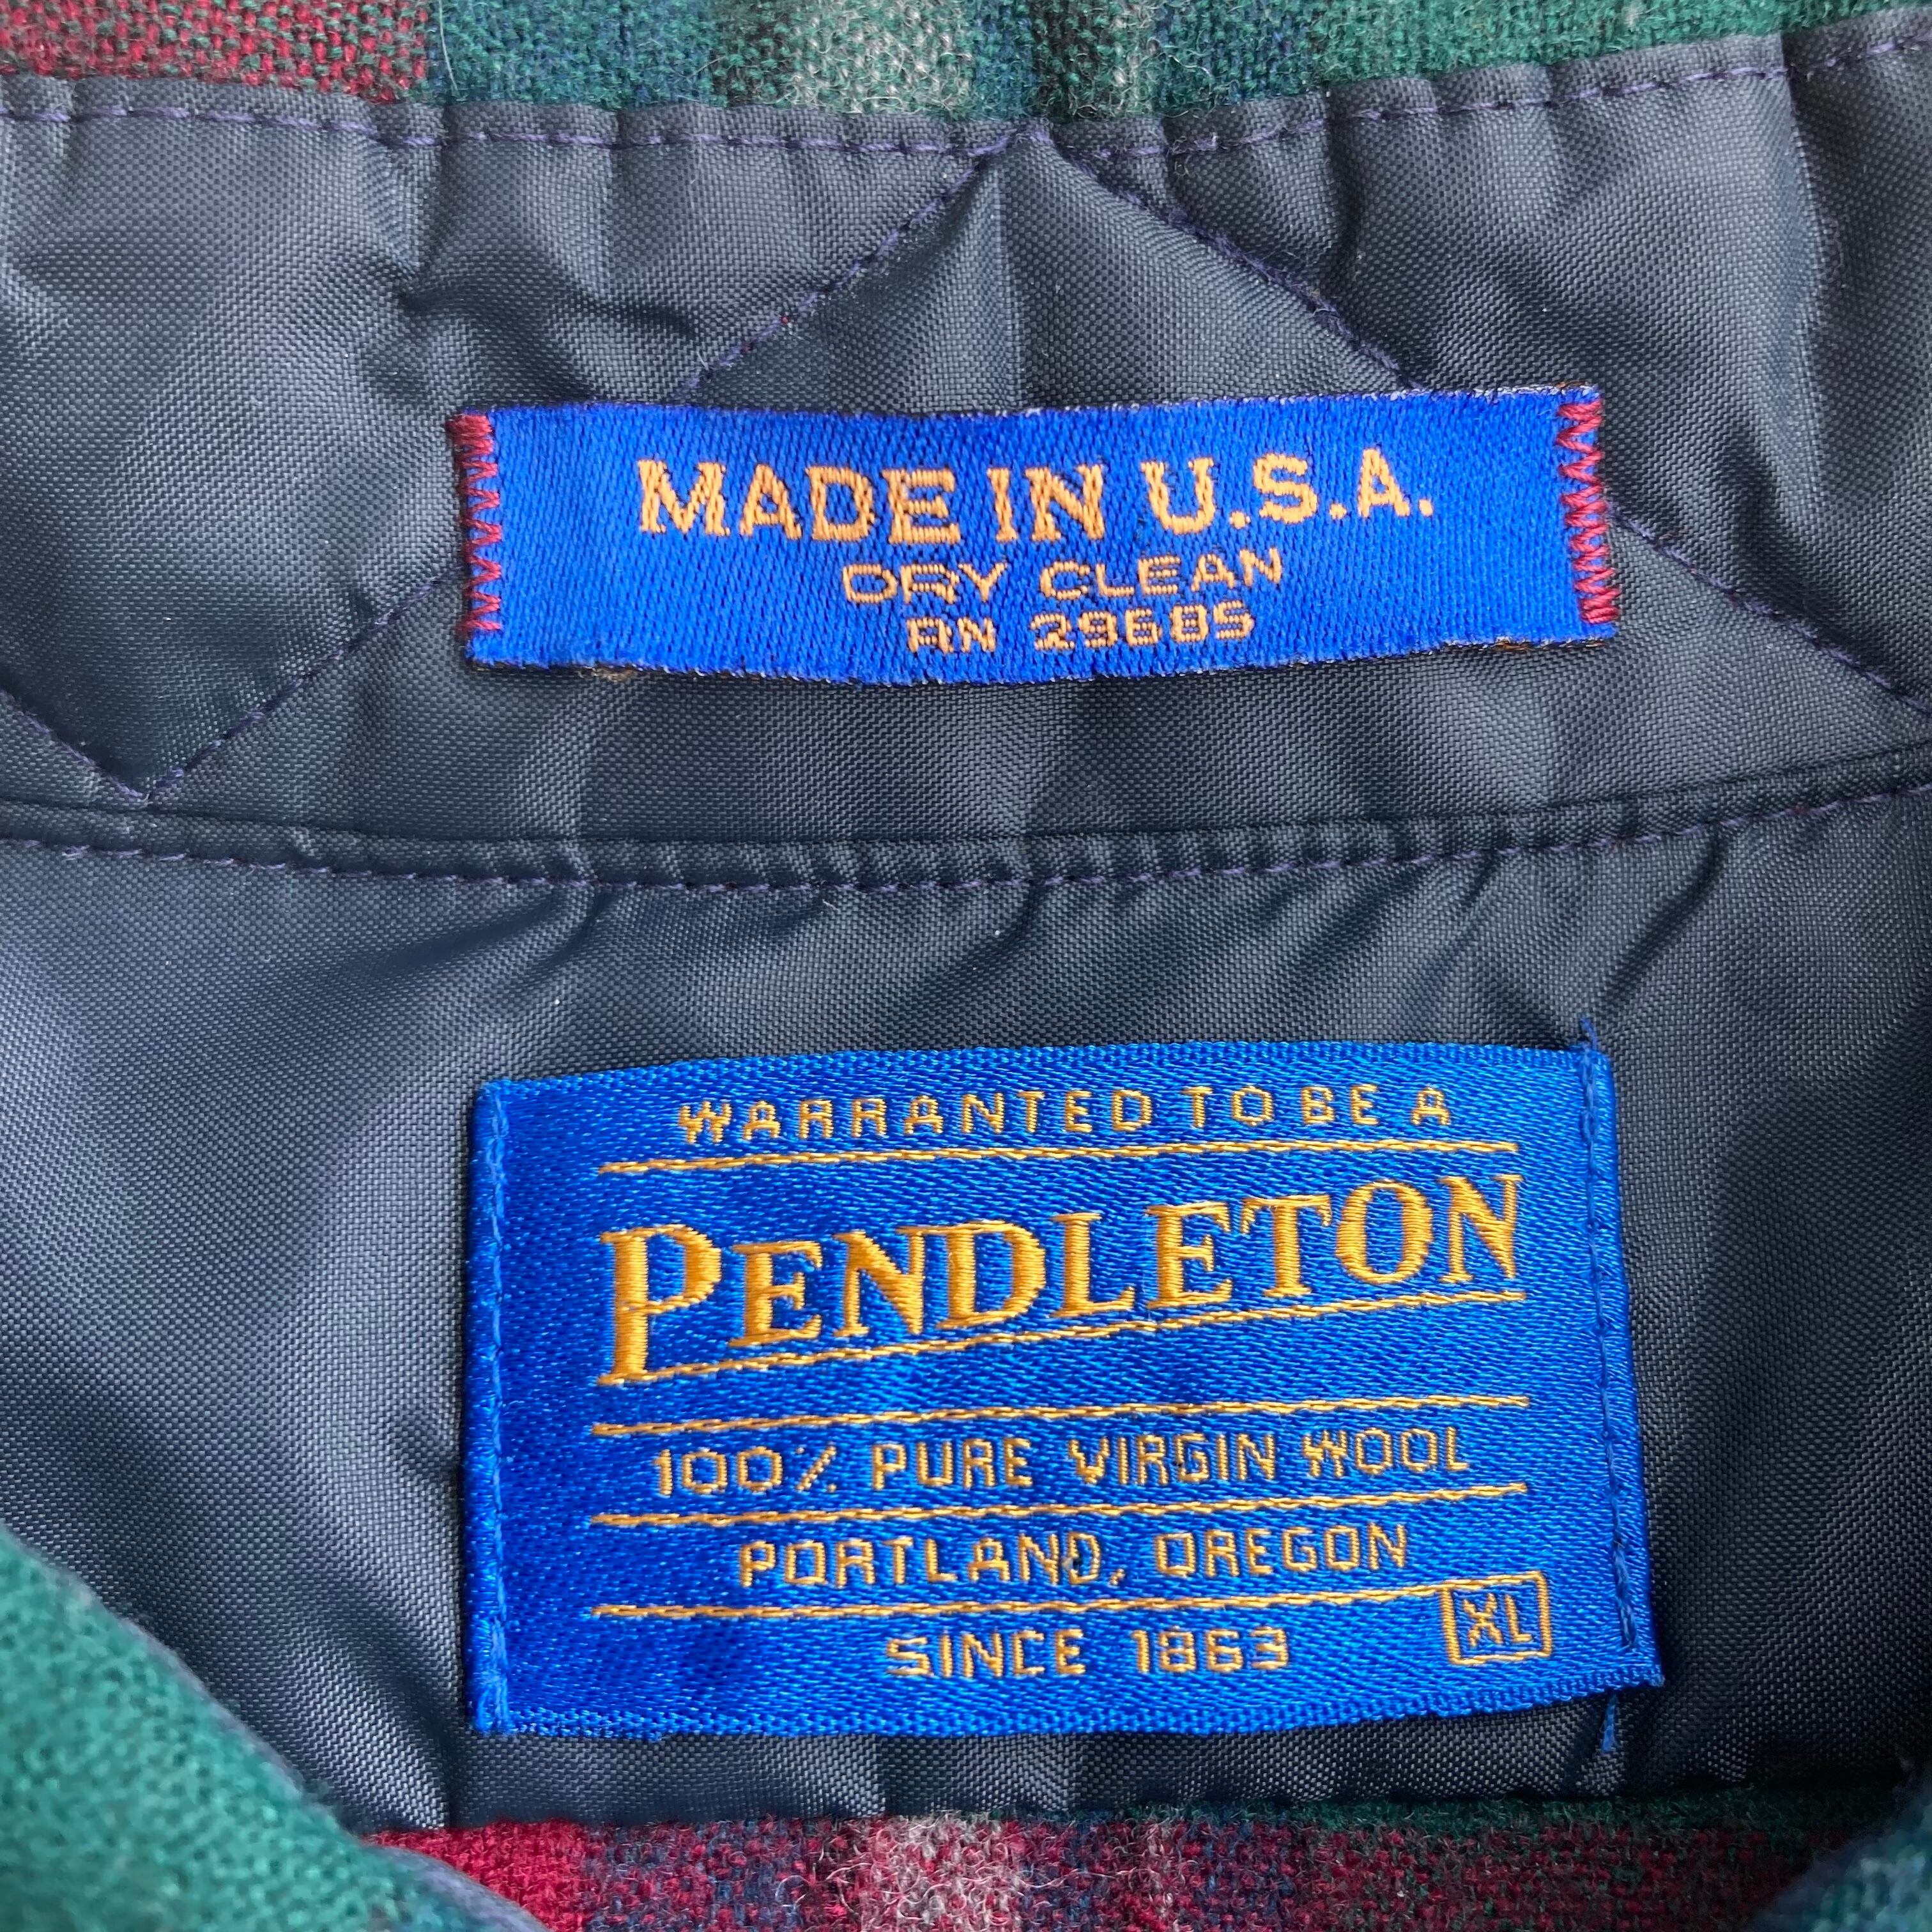 MADE IN U.S.A.
DRY CLEAN
RN 29685
WARRANTED TO BE A
PENDLETON
100% PURE VIRGIN WOOL
PORTLAND, OREGON
SINCE 1863
XL